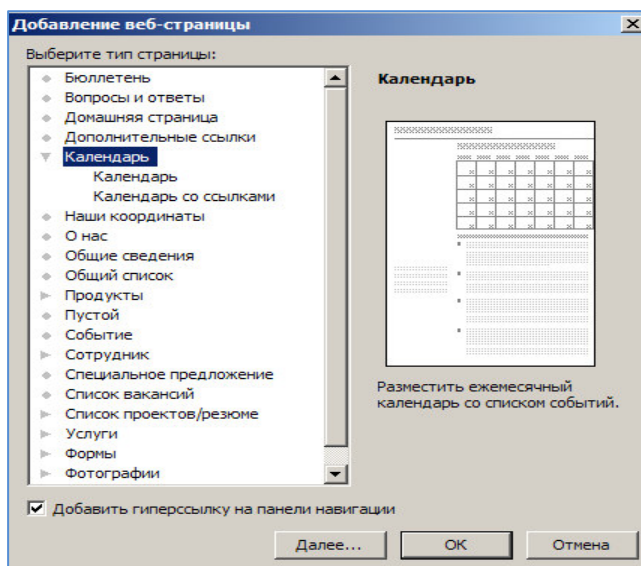 Добавление веб-страницы
Выберите тип страницы:
Бюллетень
Вопросы и ответы
Домашняя страница
Дополнительные ссылки
Календарь
Календарь
Календарь со ссылками
Наши координаты
О нас
Общие сведения
Общий список
Продукты
Пустой
Событие
Сотрудник
Специальное предложение
Список вакансий
Список проектов/резюме
Услуги
Формы
Фотографии
Календарь
Разместить ежемесячный
календарь со списком событий.
Добавить гиперссылку на панели навигации
Далее...
ОК
Отмена